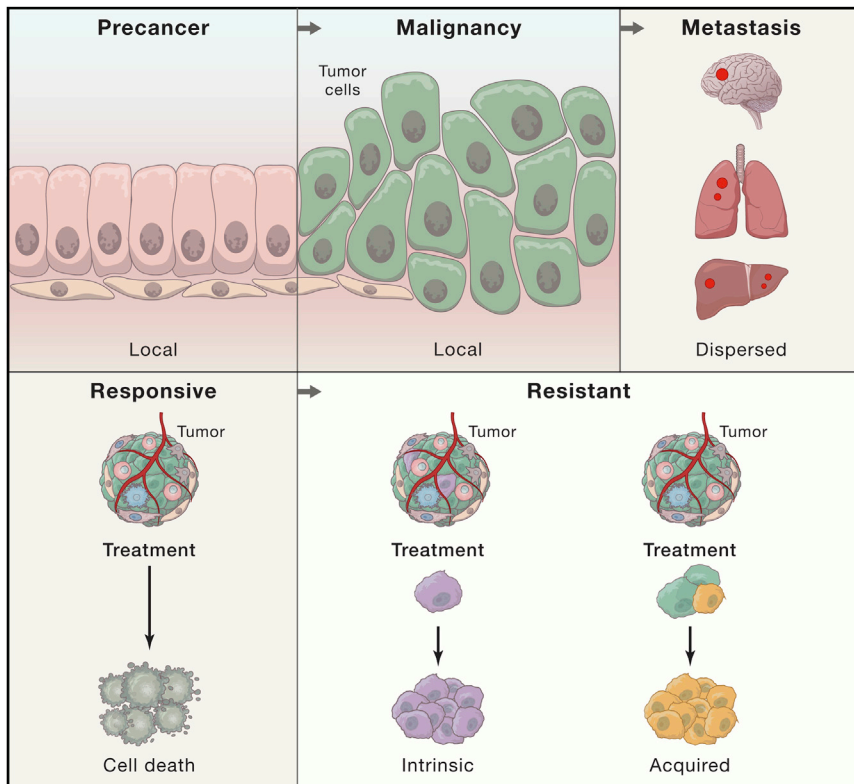 Precancer
Malignancy
Metastasis
Tumor
cells
Local
Local
Dispersed
Responsive
Resistant
Tumor
Tumor
Tumor
Treatment
Treatment
Treatment
Cell death
Intrinsic
Acquired